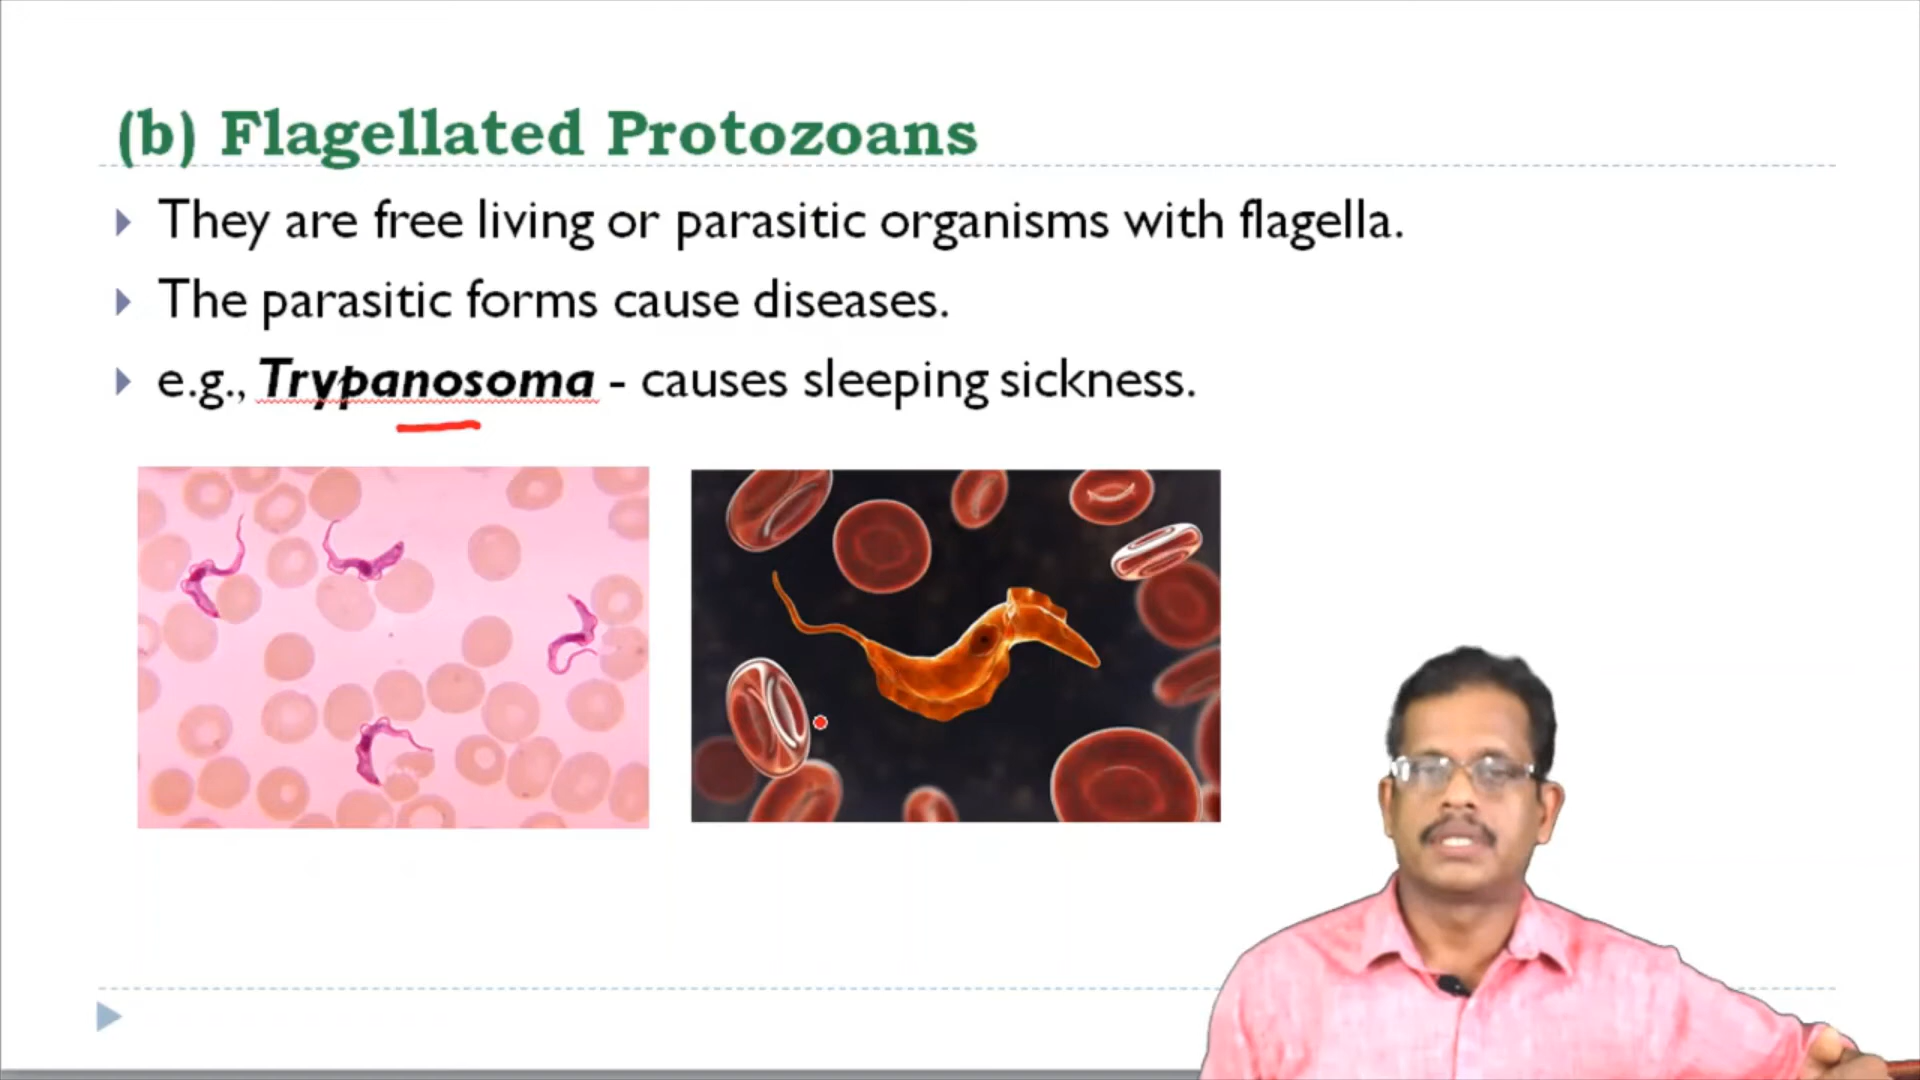 (b) Flagellated Protozoans
They are free living or parasitic organisms with flagella.
The parasitic forms cause diseases.
e.g., Trypanosoma - causes sleeping sickness.